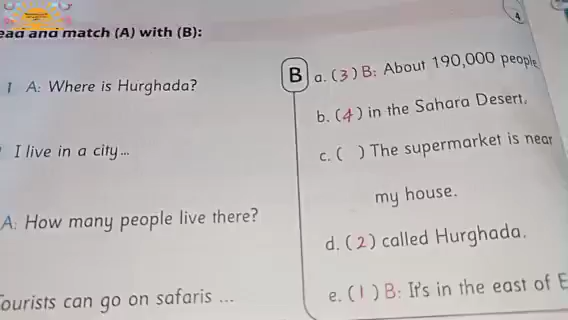 ead and match (A) with (B):
1 A: Where is Hurghada?
I live in a city...
A: How many people live there?
Tourists can go on safaris ...
4
B
a. (3) B: About 190,000 people
b. (4) in the Sahara Desert.
c. ( ) The supermarket is near
my house.
d. (2) called Hurghada.
e. (1) B: It's in the east of E